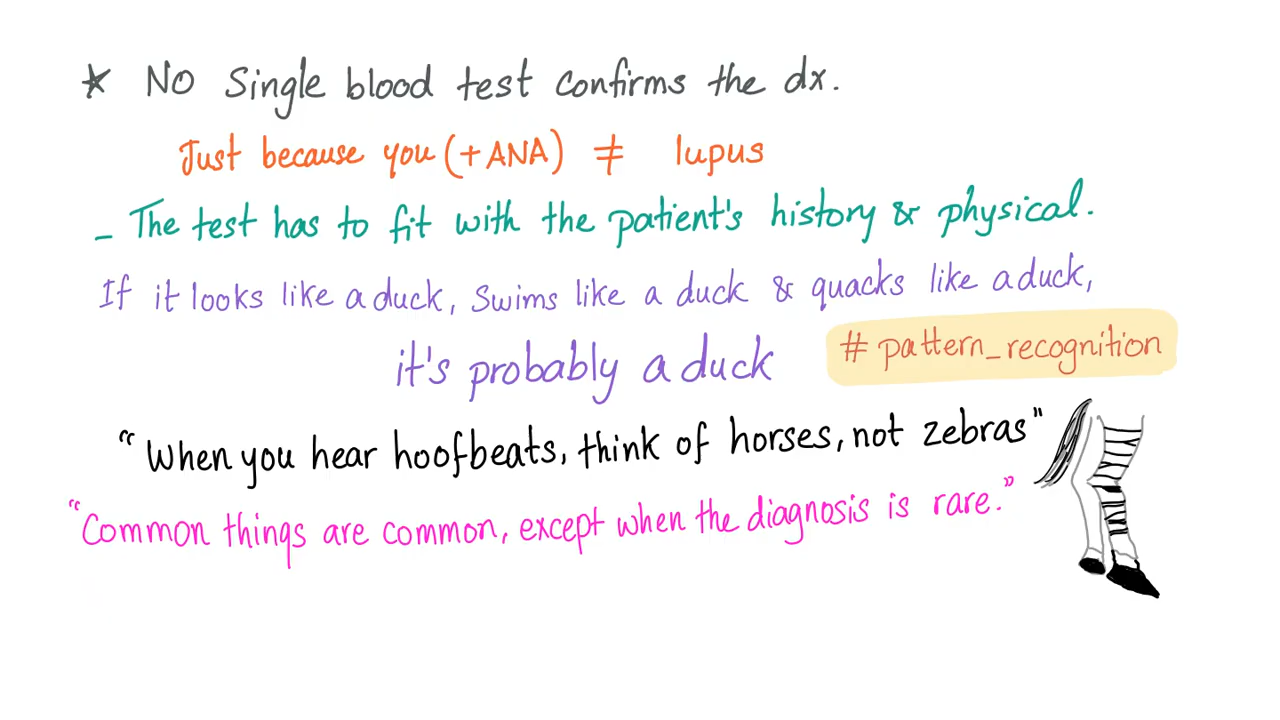 * No Single blood test confirms the dx.
Just because you (+ANA) ≠ lupus
- The test has to fit with the patient's history & physical.
If it looks like a duck, swims like a duck & quacks like a duck,
it's probably a duck
# pattern_recognition
"When you hear hoofbeats, think of horses, not zebras"
"Common things are common, except when the diagnosis is rare."